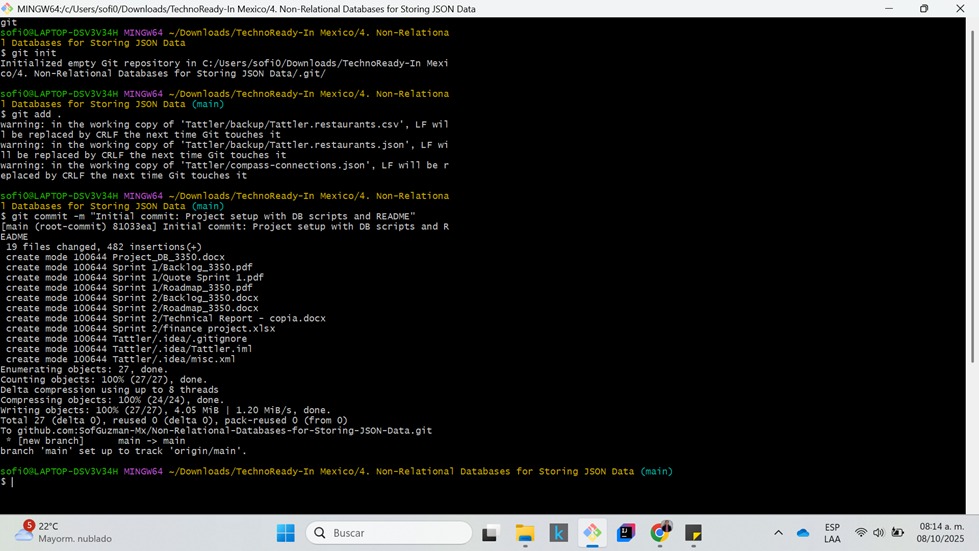 MINGW64:/c/Users/sofi0/Downloads/TechnoReady-In Mexico/4. Non-Relational Databases for Storing JSON Data
git
sofi0@LAPTOP-DSV3V34H MINGW64 ~/Downloads/TechnoReady-In Mexico/4. Non-Relationa
l Databases for Storing JSON Data
$ git init
Initialized empty Git repository in C:/Users/sofi0/Downloads/TechnoReady-In Mexi
co/4. Non-Relational Databases for Storing JSON Data/.git/
sofi0@LAPTOP-DSV3V34H MINGW64 ~/Downloads/TechnoReady-In Mexico/4. Non-Relationa
l Databases for Storing JSON Data (main)
$ git add .
warning: in the working copy of 'Tattler/backup/Tattler.restaurants.csv', LF wil
l be replaced by CRLF the next time Git touches it
warning: in the working copy of 'Tattler/backup/Tattler.restaurants.json', LF wi
ll be replaced by CRLF the next time Git touches it
warning: in the working copy of 'Tattler/compass-connections.json', LF will be r
eplaced by CRLF the next time Git touches it
sofi0@LAPTOP-DSV3V34H MINGW64 ~/Downloads/TechnoReady-In Mexico/4. Non-Relationa
l Databases for Storing JSON Data (main)
$ git commit -m "Initial commit: Project setup with DB scripts and README"
[main (root-commit) 81033ea] Initial commit: Project setup with DB scripts and R
EADME
19 files changed, 482 insertions(+)
create mode 100644 Project_DB_3350.docx
create mode 100644 Sprint 1/Backlog_3350.pdf
create mode 100644 Sprint 1/Quote Sprint 1.pdf
create mode 100644 Sprint 1/Roadmap_3350.pdf
create mode 100644 Sprint 2/Backlog_3350.docx
create mode 100644 Sprint 2/Roadmap_3350.docx
create mode 100644 Sprint 2/Technical Report - copia.docx
create mode 100644 Sprint 2/finance project.xlsx
create mode 100644 Tattler/.idea/.gitignore
create mode 100644 Tattler/.idea/Tattler.iml
create mode 100644 Tattler/.idea/misc.xml
Enumerating objects: 27, done.
Counting objects: 100% (27/27), done.
Delta compression using up to 8 threads
Compressing objects: 100% (24/24), done.
Writing objects: 100% (27/27), 4.05 MiB | 1.20 MiB/s, done.
Total 27 (delta 0), reused 0 (delta 0), pack-reused 0 (from 0)
To github.com:SofGuzman-Mx/Non-Relational-Databases-for-Storing-JSON-Data.git
* [new branch]      main -> main
branch 'main' set up to track 'origin/main'.
sofi0@LAPTOP-DSV3V34H MINGW64 ~/Downloads/TechnoReady-In Mexico/4. Non-Relational Databases for Storing JSON Data (main)
$
5
22°C
Mayorm. nublado
Buscar
k
ESP
LAA
08:14 a. m.
08/10/2025